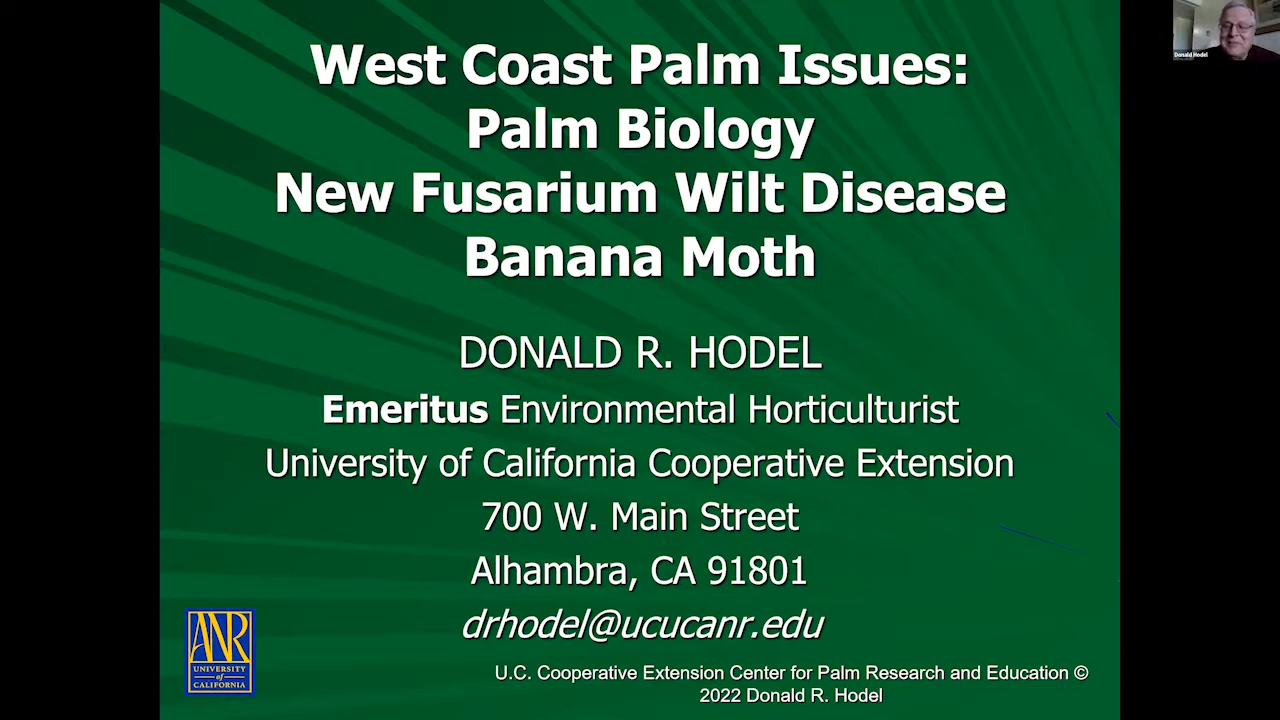 West Coast Palm Issues:
Palm Biology
New Fusarium Wilt Disease
Banana Moth
DONALD R. HODEL
Emeritus Environmental Horticulturist
University of California Cooperative Extension
700 W. Main Street
Alhambra, CA 91801
drhodel@ucucanr.edu
ANR
UNIVERSITY
of
CALIFORNIA
U.C. Cooperative Extension Center for Palm Research and Education ©
2022 Donald R. Hodel
Donald Hodel